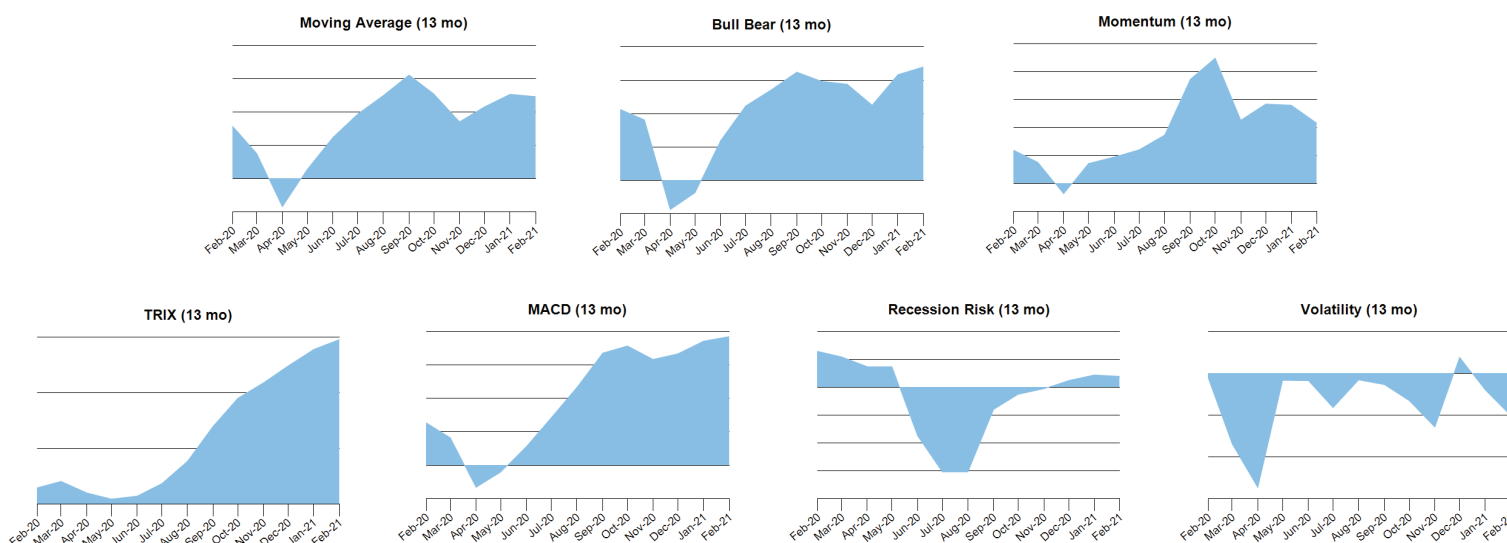 Moving Average (13 mo)
Feb-20 Mar-20 Apr-20 May-20 Jun-20 Jul-20 Aug-20 Sep-20 Oct-20 Nov-20 Dec-20 Jan-21 Feb-21
Bull Bear (13 mo)
Feb-20 Mar-20 Apr-20 May-20 Jun-20 Jul-20 Aug-20 Sep-20 Oct-20 Nov-20 Dec-20 Jan-21 Feb-21
Momentum (13 mo)
Feb-20 Mar-20 Apr-20 May-20 Jun-20 Jul-20 Aug-20 Sep-20 Oct-20 Nov-20 Dec-20 Jan-21 Feb-21
TRIX (13 mo)
Feb-20 Mar-20 Apr-20 May-20 Jun-20 Jul-20 Aug-20 Sep-20 Oct-20 Nov-20 Dec-20 Jan-21 Feb-21
MACD (13 mo)
Feb-20 Mar-20 Apr-20 May-20 Jun-20 Jul-20 Aug-20 Sep-20 Oct-20 Nov-20 Dec-20 Jan-21 Feb-21
Recession Risk (13 mo)
Feb-20 Mar-20 Apr-20 May-20 Jun-20 Jul-20 Aug-20 Sep-20 Oct-20 Nov-20 Dec-20 Jan-21 Feb-21
Volatility (13 mo)
Feb-20 Mar-20 Apr-20 May-20 Jun-20 Jul-20 Aug-20 Sep-20 Oct-20 Nov-20 Dec-20 Jan-21